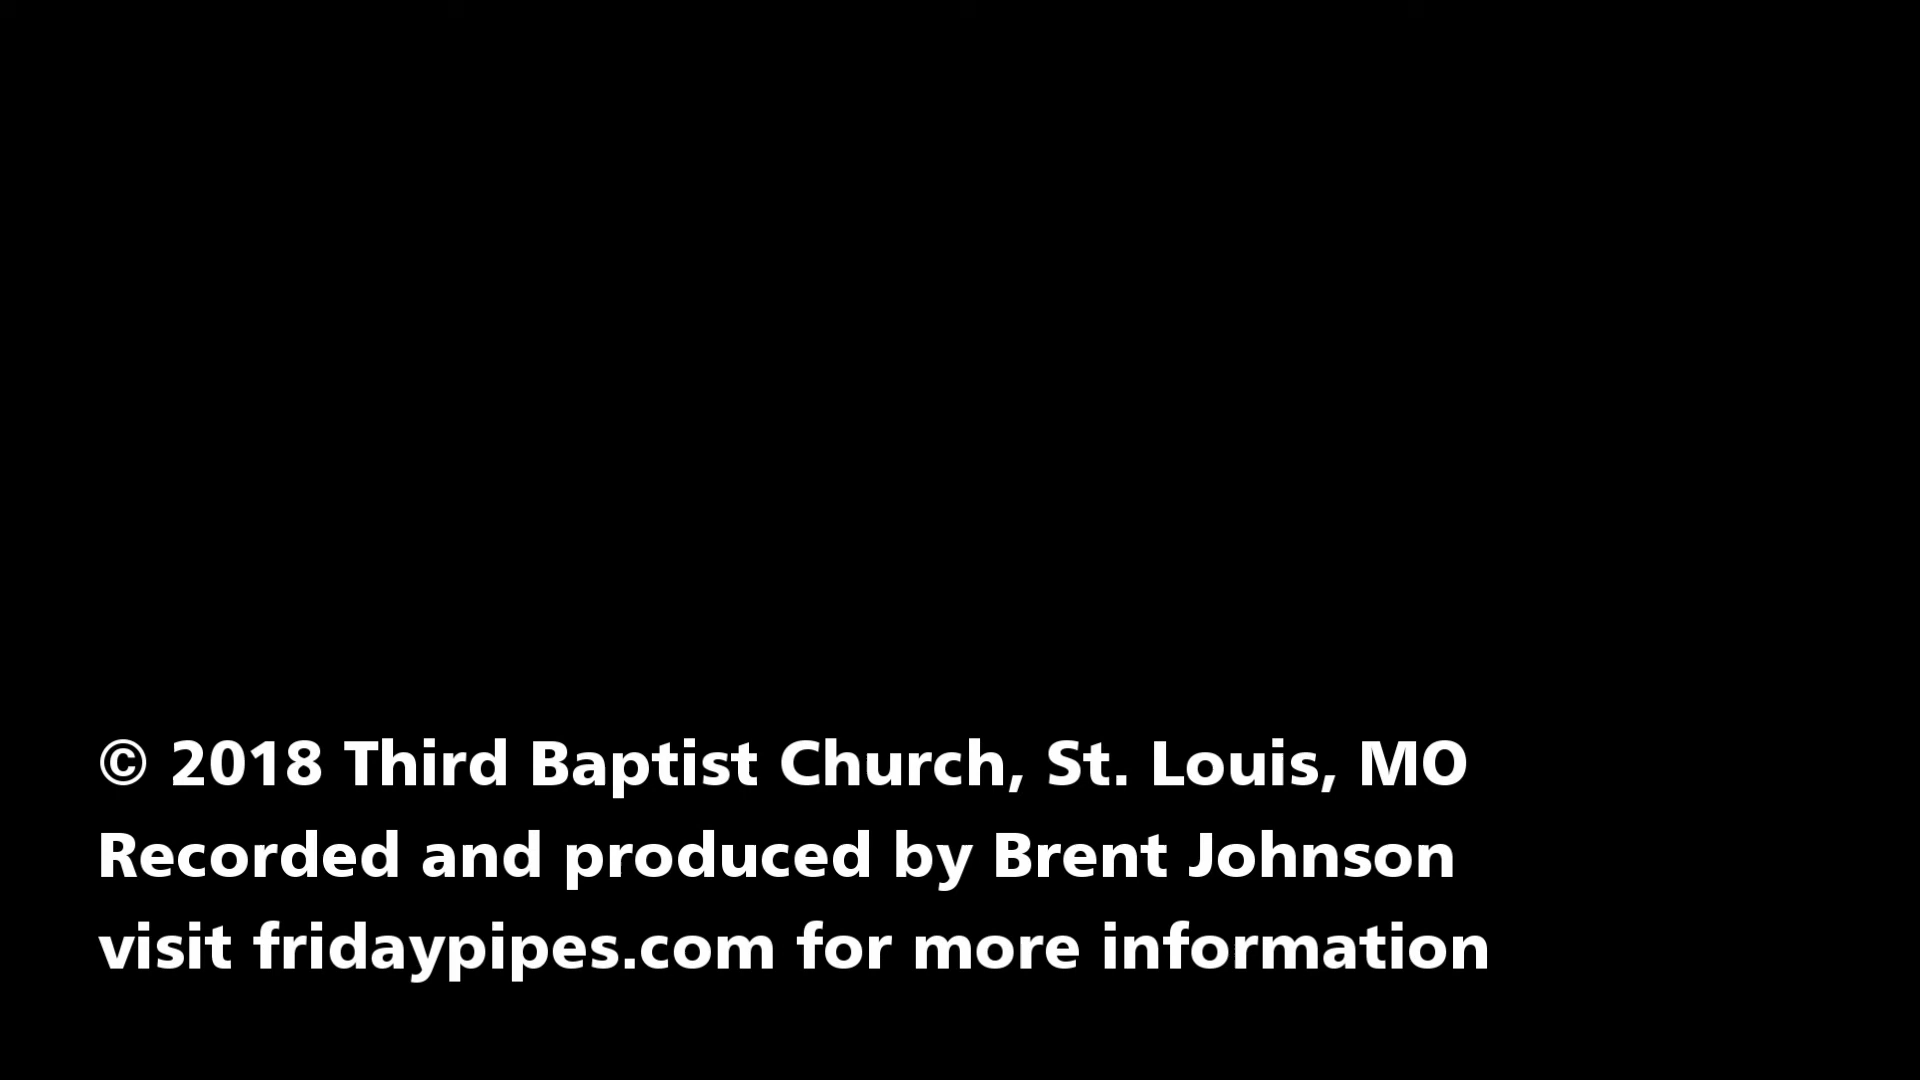 © 2018 Third Baptist Church, St. Louis, MO
Recorded and produced by Brent Johnson
visit fridaypipes.com for more information